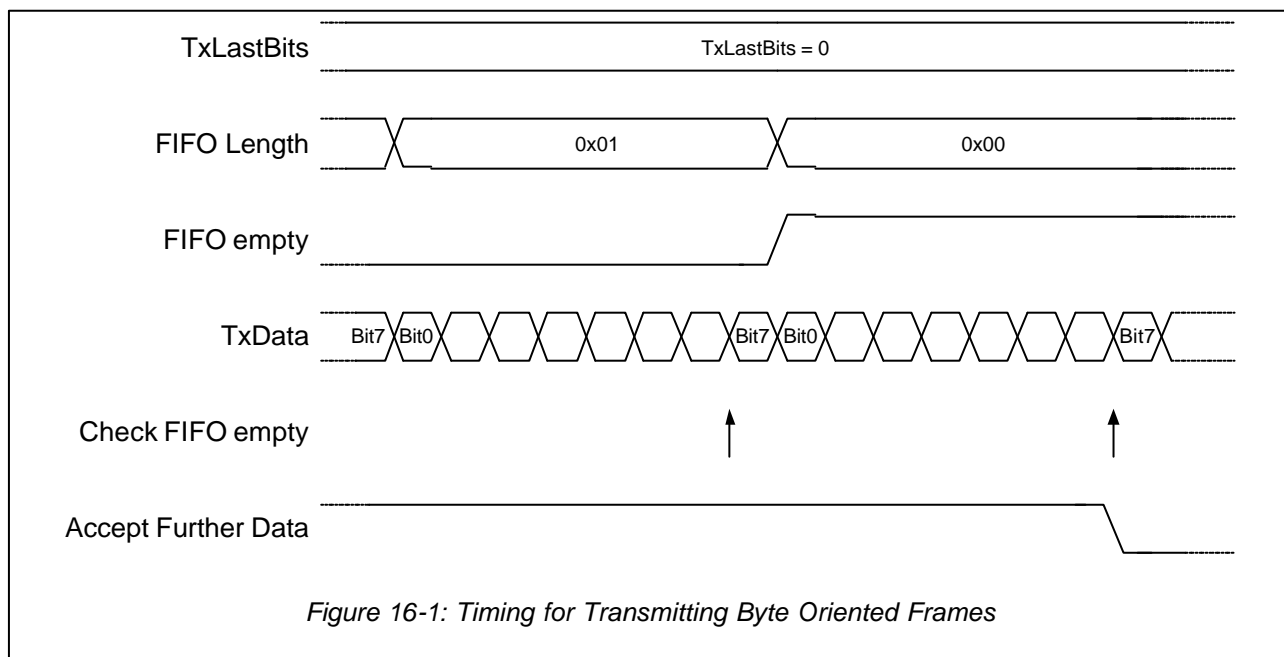 TxLastBits
TxLastBits = 0
FIFO Length
0x01
0x00
FIFO empty
TxData
Bit7
Bit0
Bit7
Bit0
Bit7
Check FIFO empty
Accept Further Data
Figure 16-1: Timing for Transmitting Byte Oriented Frames